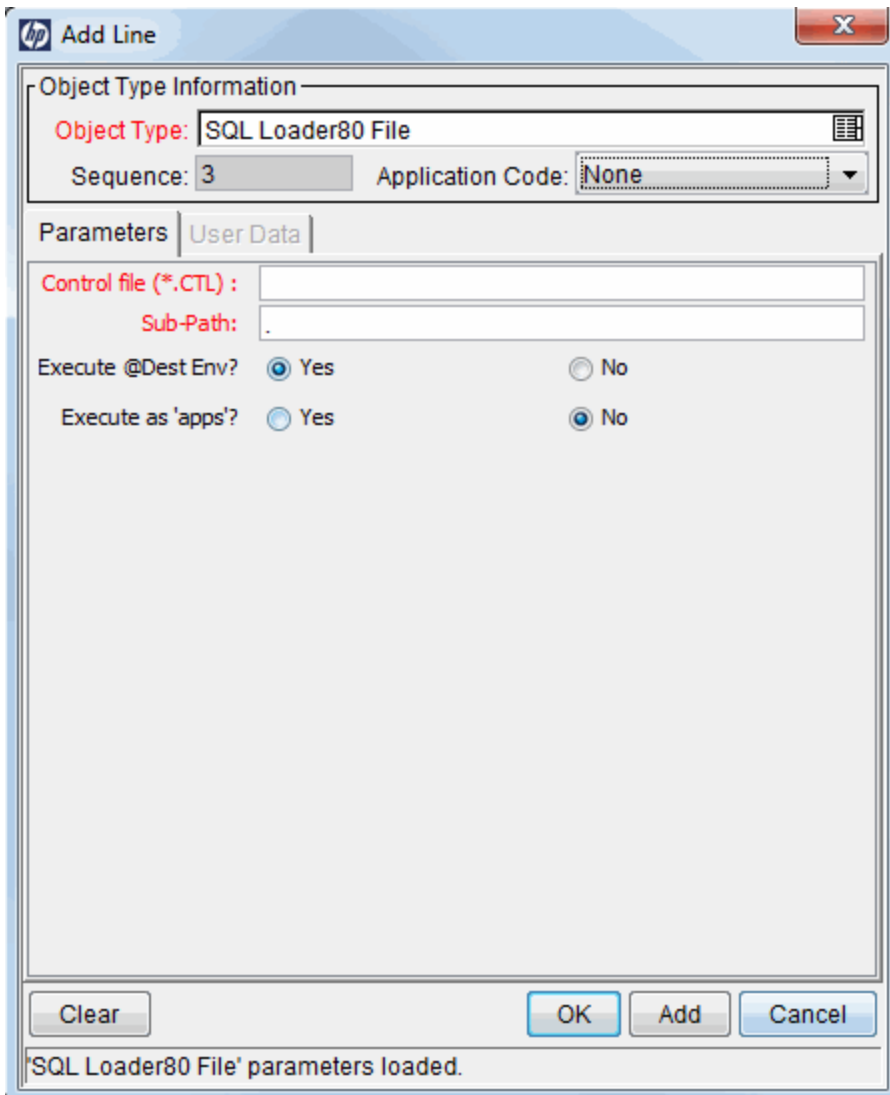 hp Add Line
Object Type Information
Object Type: SQL Loader80 File
Sequence: 3 Application Code: None
Parameters User Data
Control file (*.CTL) :
Sub-Path: .
Execute @Dest Env? Yes No
Execute as 'apps'? Yes No
Clear OK Add Cancel
'SQL Loader80 File' parameters loaded.